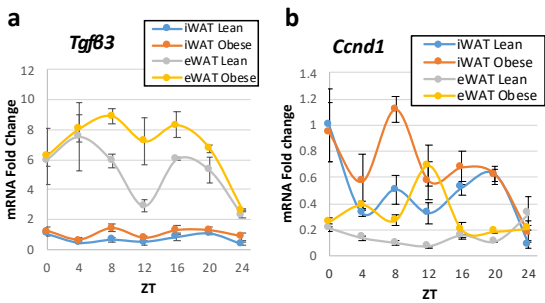 a
Tgfß3
iWAT Lean
iWAT Obese
eWAT Lean
eWAT Obese
mRNA Fold Change
12
10
8
6
4
2
0
0 4 8 12 16 20 24
ZT
b
Ccnd1
iWAT Lean
iWAT Obese
eWAT Lean
eWAT Obese
mRNA Fold Change
1.4
1.2
1
0.8
0.6
0.4
0.2
0
0 4 8 12 16 20 24
ZT